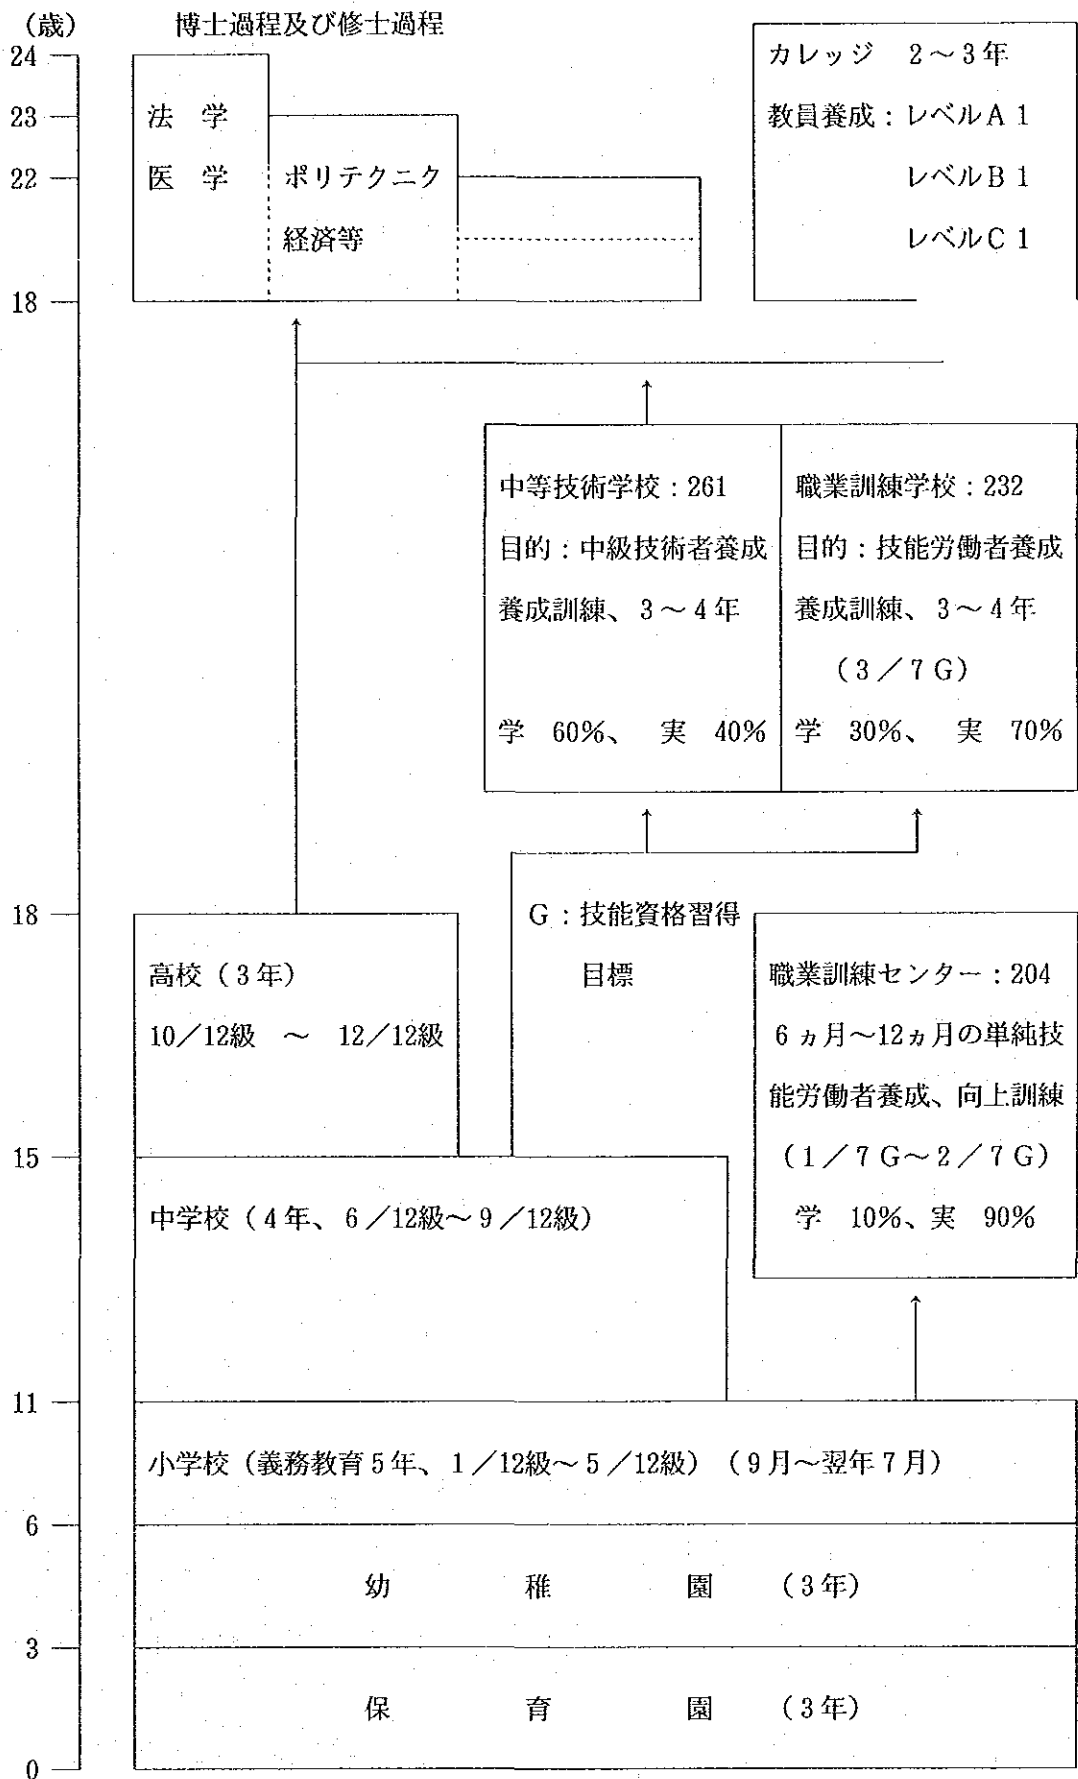 (歳)
博士過程及び修士過程
24
23
22
18
法 学
医 学
ポリテクニク
経済等
カレッジ 2～3年
教員養成：レベルA1
レベルB1
レベルC1
中等技術学校：261
目的：中級技術者養成
養成訓練、3～4年
学 60%、 実 40%
職業訓練学校：232
目的：技能労働者養成
養成訓練、3～4年
(3／7G)
学 30%、 実 70%
18
高校(3年)
10／12級 ～ 12／12級
G：技能資格習得
目標
職業訓練センター：204
6ヵ月～12ヵ月の単純技
能労働者養成、向上訓練
(1／7G～2／7G)
学 10%、実 90%
15
中学校(4年、6／12級～9／12級)
11
小学校(義務教育5年、1／12級～5／12級)(9月～翌年7月)
6
幼 稚 園 (3年)
3
保 育 園 (3年)
0